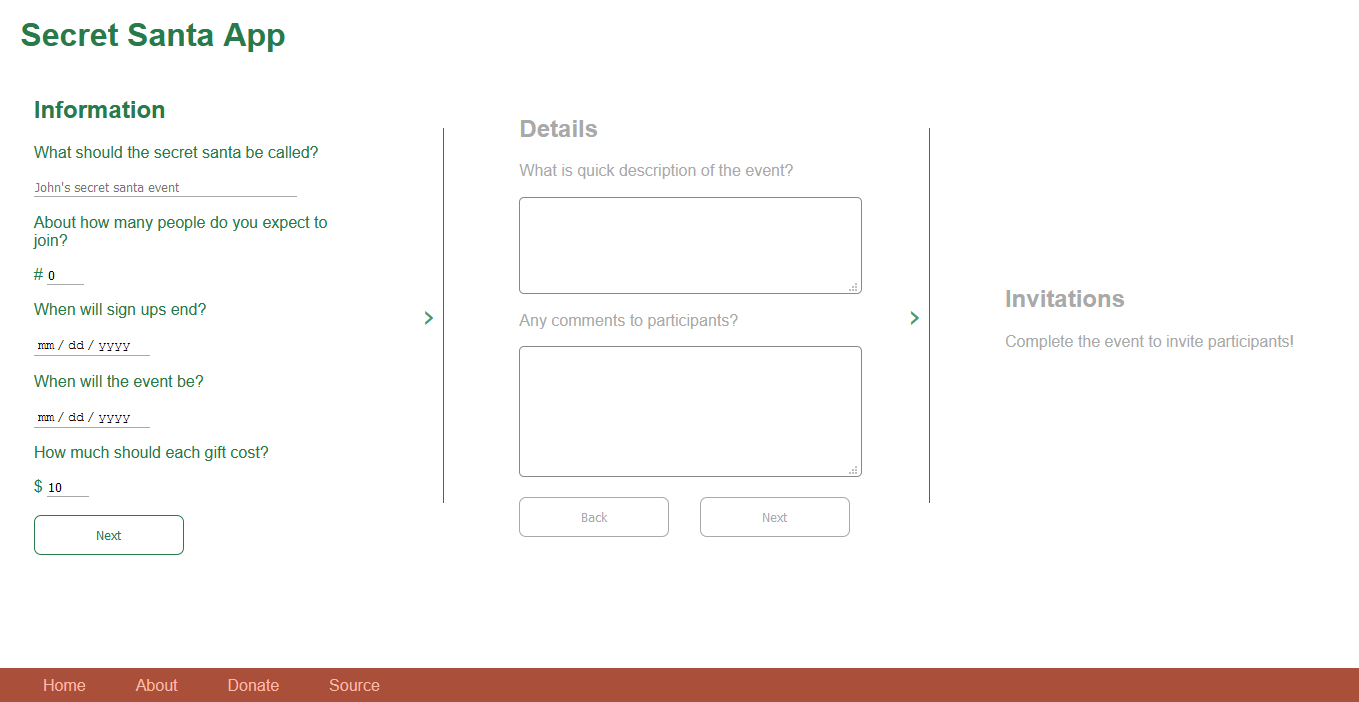 Secret Santa App
Information
What should the secret santa be called?
John's secret santa event
About how many people do you expect to
join?
# 0
When will sign ups end?
mm / dd / yyyy
When will the event be?
mm / dd / yyyy
How much should each gift cost?
$ 10
Next
Details
What is quick description of the event?
Any comments to participants?
Back
Next
Invitations
Complete the event to invite participants!
Home
About
Donate
Source